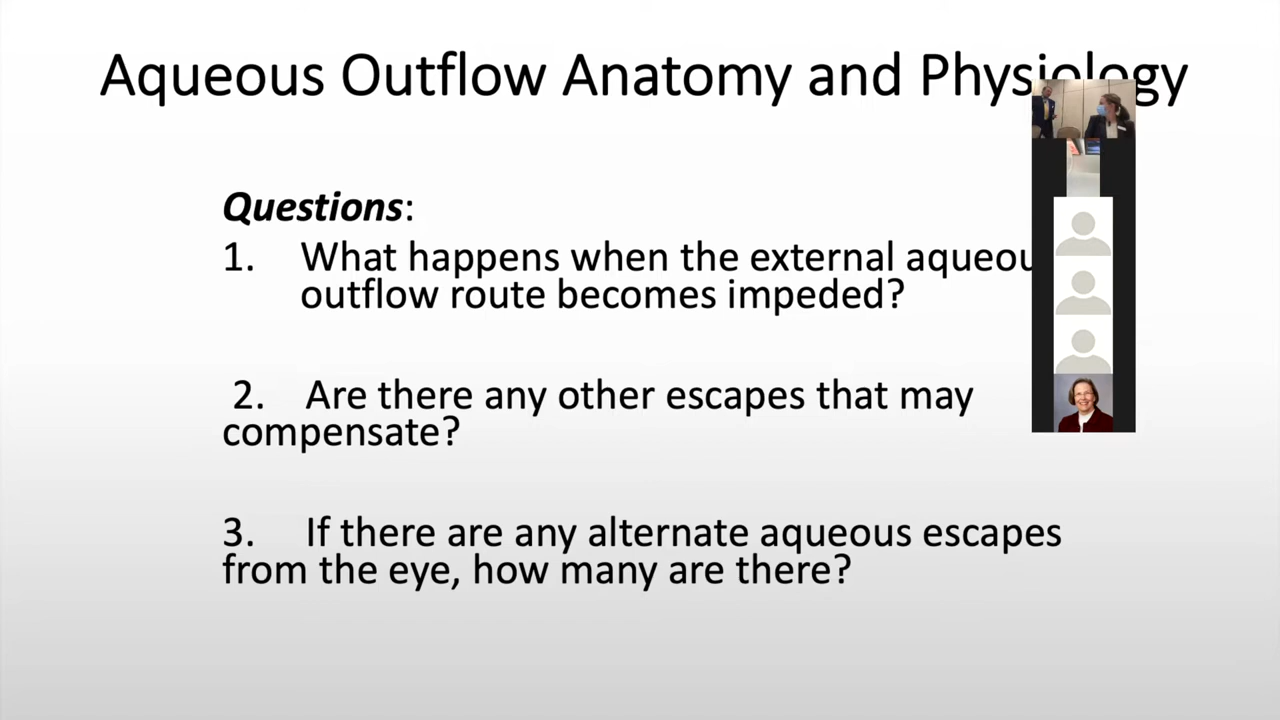 Aqueous Outflow Anatomy and Physiology
Questions:
1. What happens when the external aqueou
outflow route becomes impeded?
2. Are there any other escapes that may
compensate?
3. If there are any alternate aqueous escapes
from the eye, how many are there?